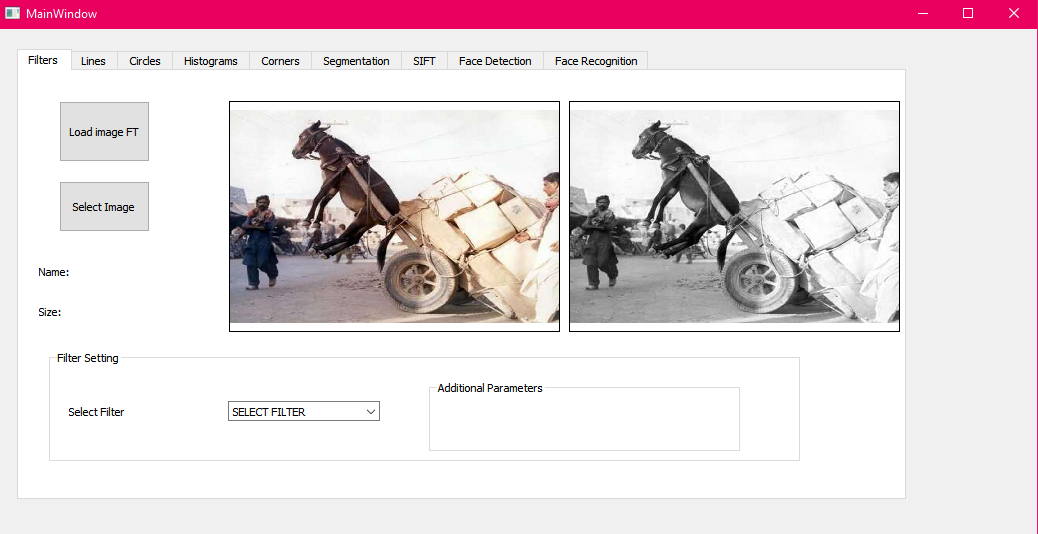 MainWindow
Filters Lines Circles Histograms Corners Segmentation SIFT Face Detection Face Recognition
Load image FT
Select Image
Name:
Size:
Filter Setting
Additional Parameters
Select Filter
SELECT FILTER